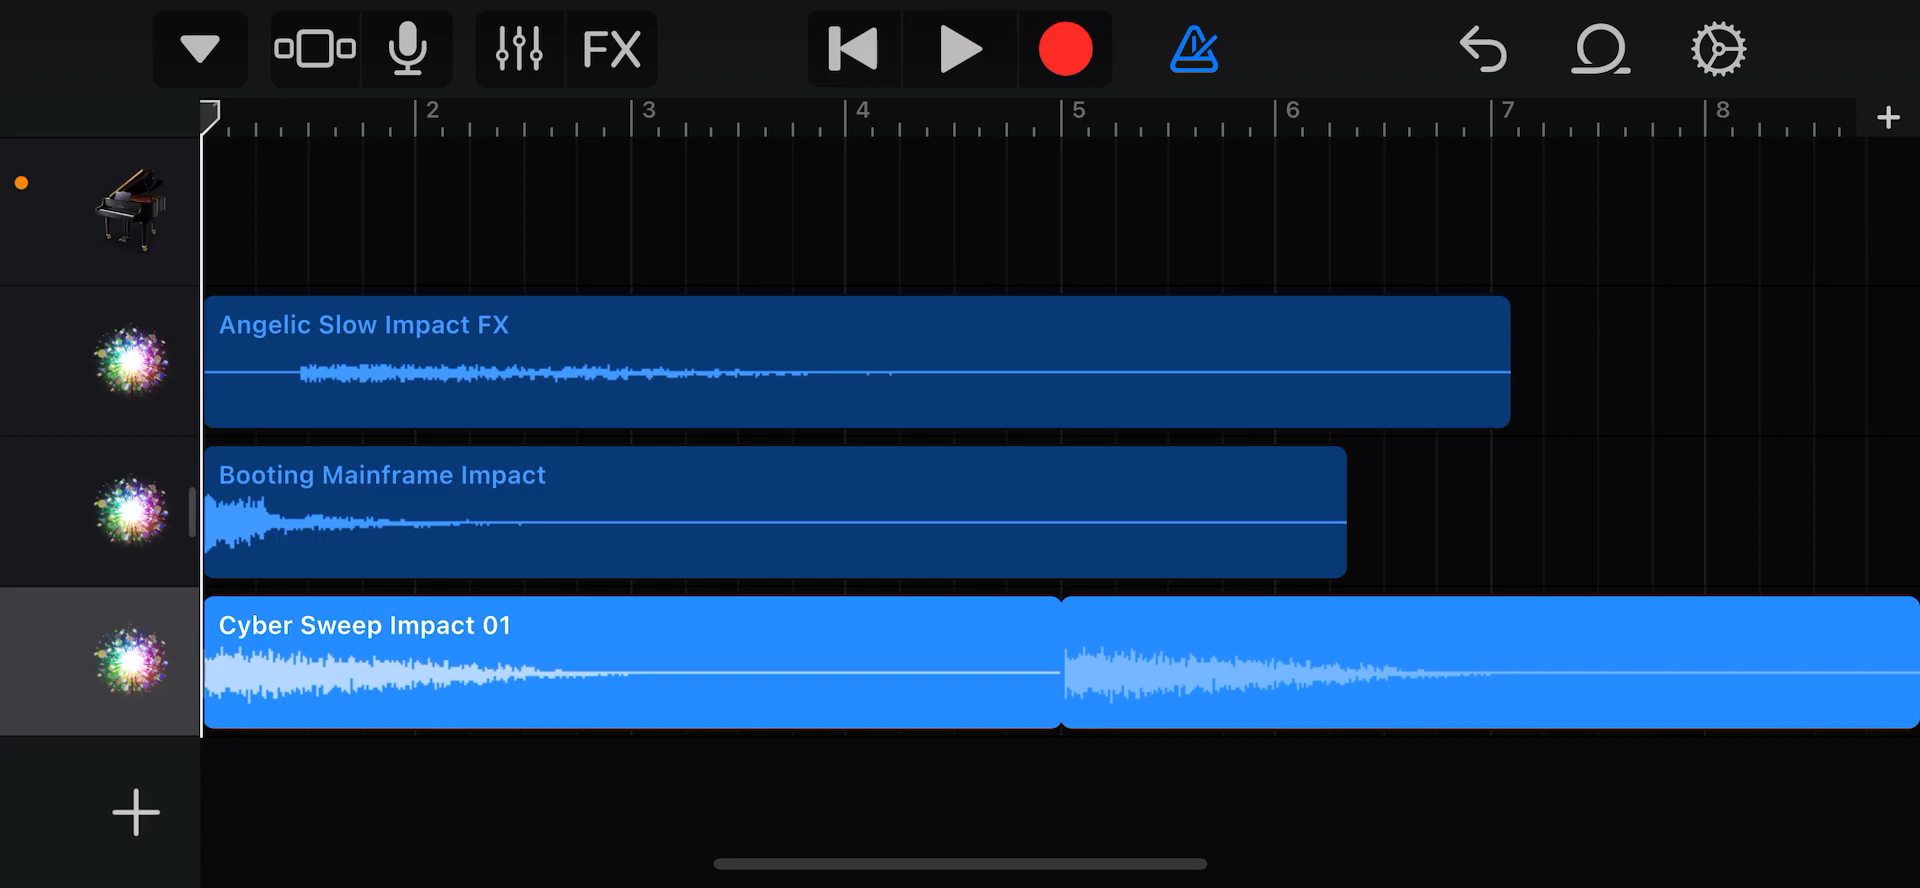 FX
2
3
4
5
6
7
8
Angelic Slow Impact FX
Booting Mainframe Impact
Cyber Sweep Impact 01